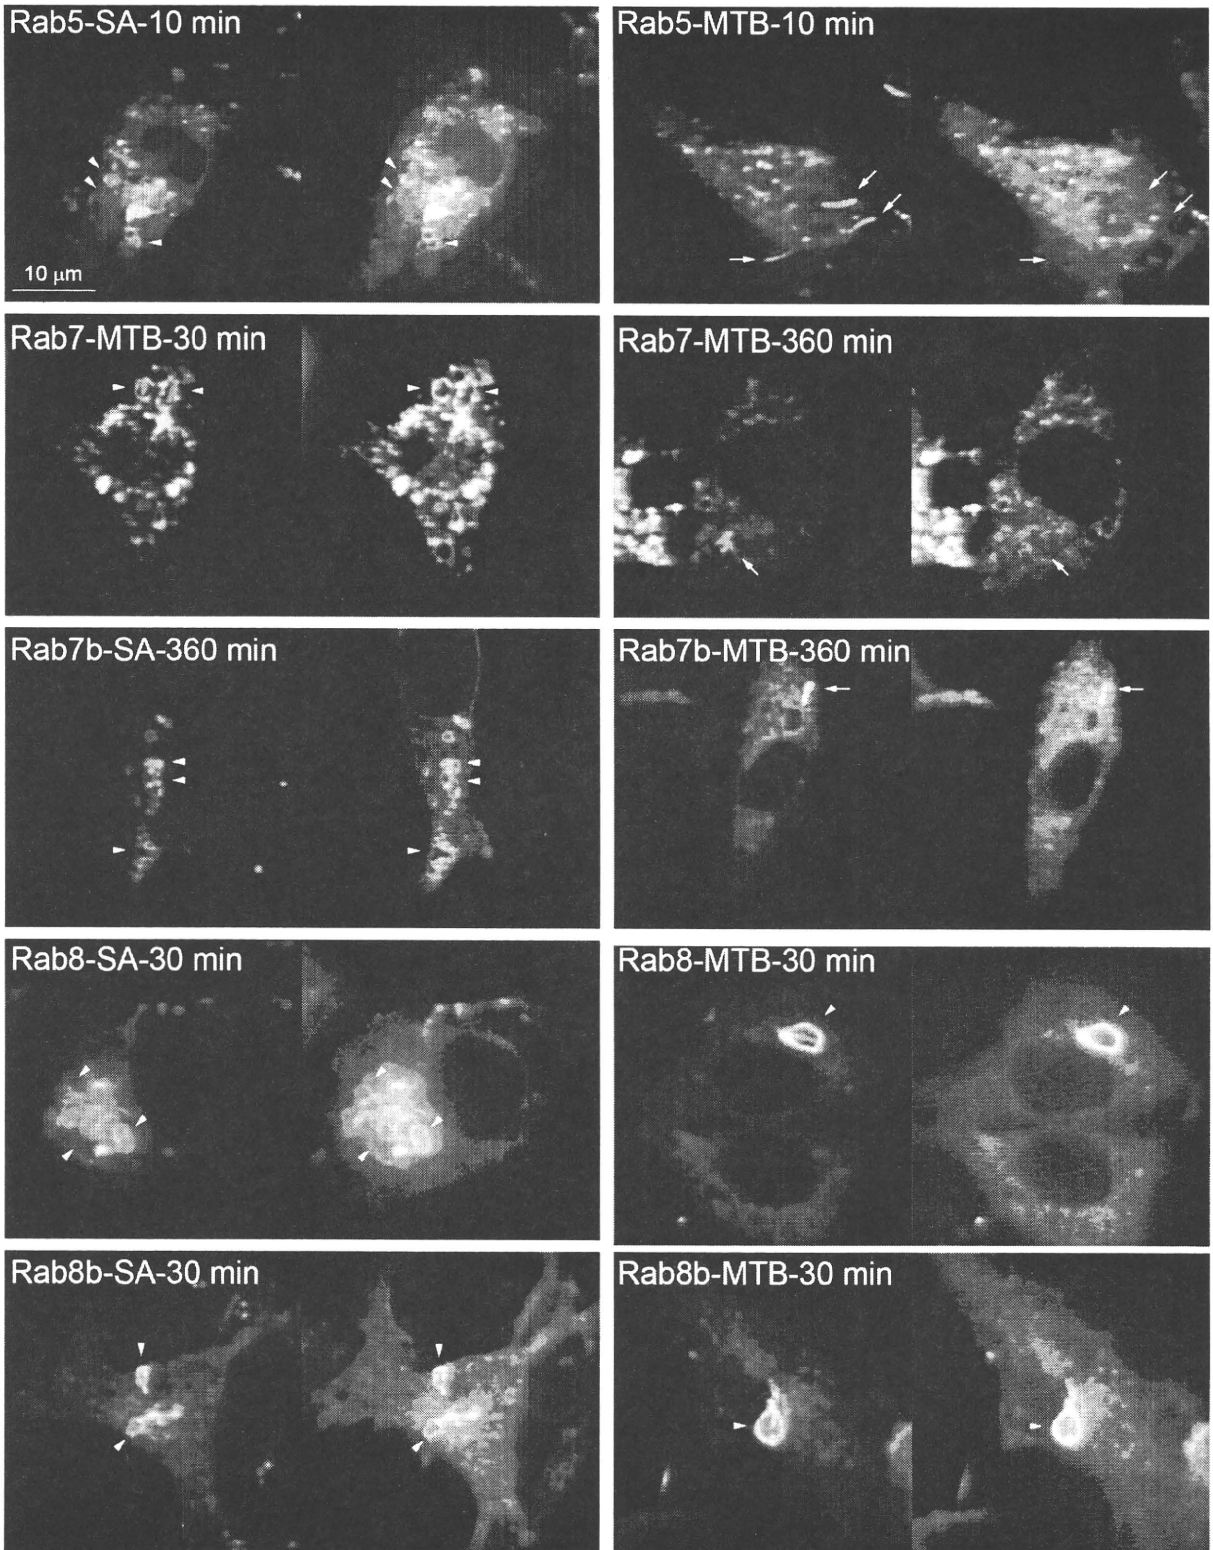 Rab5-SA-10 min
Rab5-MTB-10 min
10 μm
Rab7-MTB-30 min
Rab7-MTB-360 min
Rab7b-SA-360 min
Rab7b-MTB-360 min
Rab8-SA-30 min
Rab8-MTB-30 min
Rab8b-SA-30 min
Rab8b-MTB-30 min